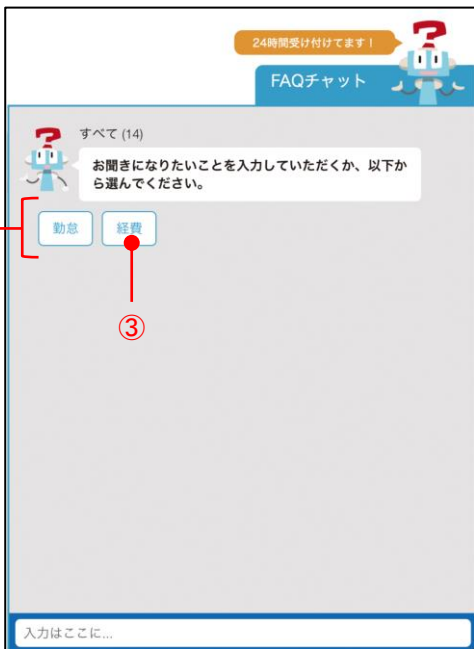 24時間受け付けてます！
FAQチャット
すべて (14)
お聞きになりたいことを入力していただくか、以下か
ら選んでください。
勤怠 経費
③
入力はここに...